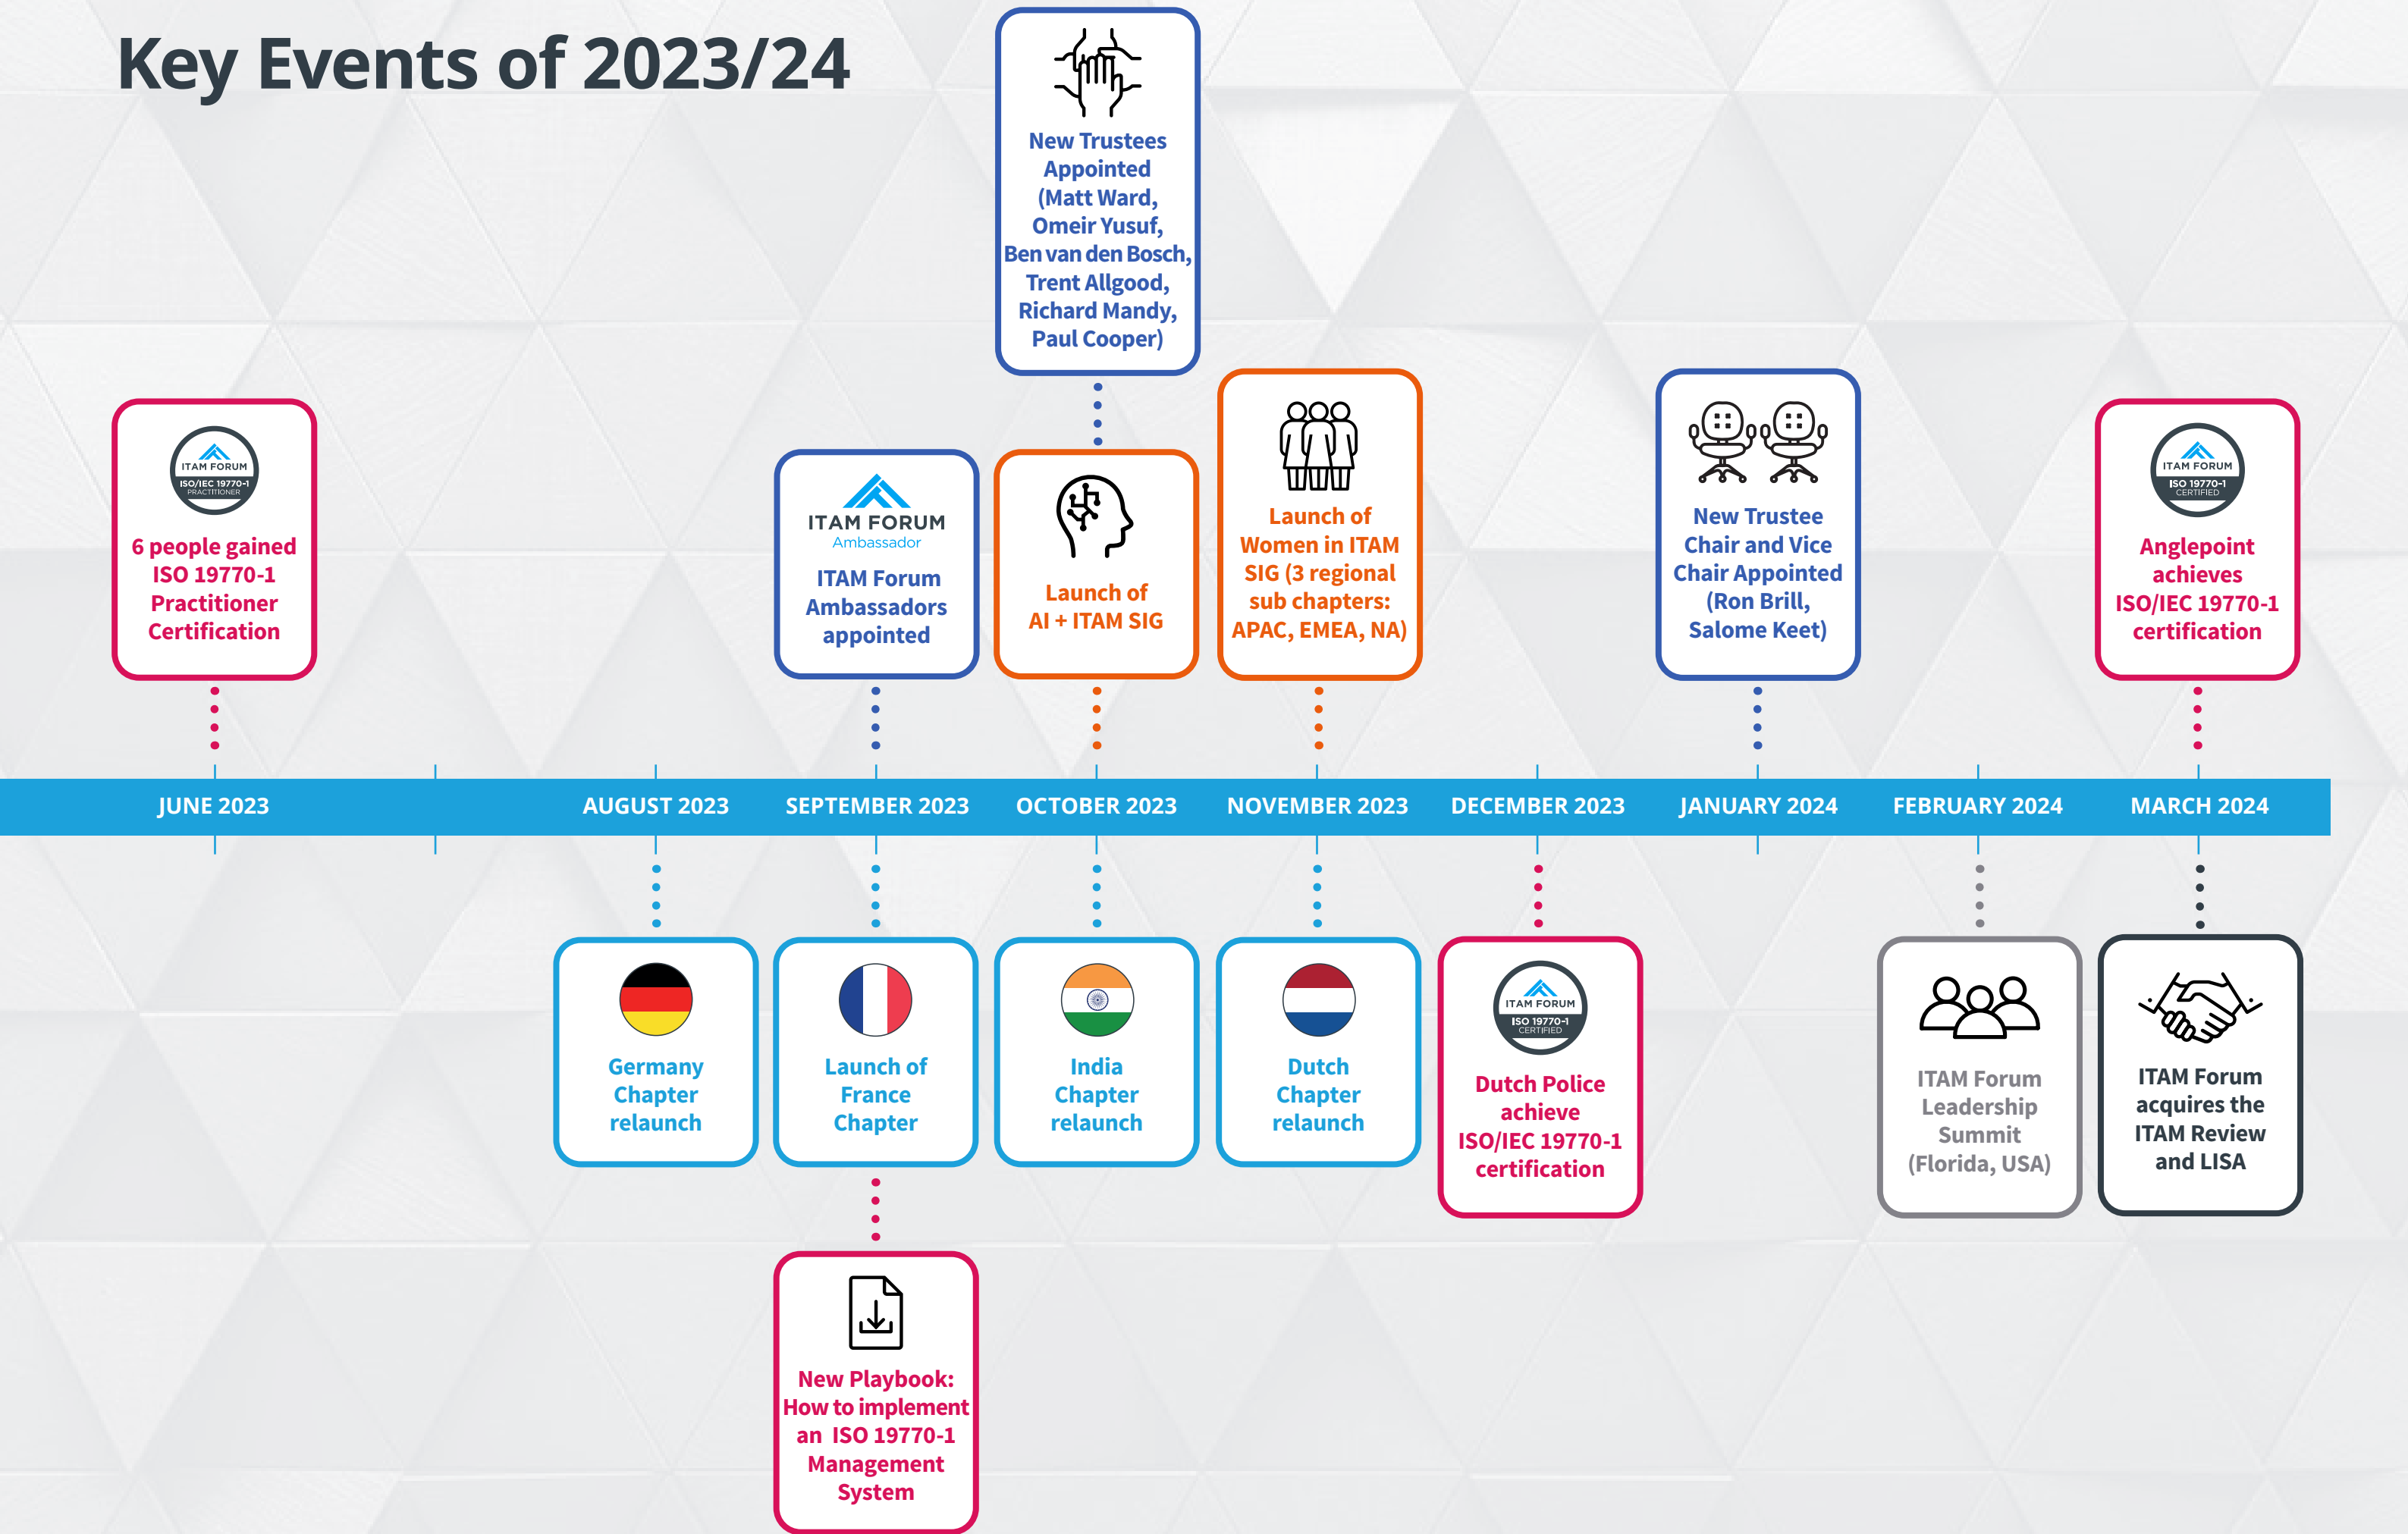 Key Events of 2023/24
New Trustees
Appointed
(Matt Ward,
Omeir Yusuf,
Ben van den Bosch,
Trent Allgood,
Richard Mandy,
Paul Cooper)
ITAM FORUM
ISO/IEC 19770-1
PRACTITIONER
6 people gained
ISO 19770-1
Practitioner
Certification
ITAM FORUM
Ambassador
ITAM Forum
Ambassadors
appointed
Launch of
AI + ITAM SIG
Launch of
Women in ITAM
SIG (3 regional
sub chapters:
APAC, EMEA, NA)
New Trustee
Chair and Vice
Chair Appointed
(Ron Brill,
Salome Keet)
ITAM FORUM
ISO 19770-1
CERTIFIED
Anglepoint
achieves
ISO/IEC 19770-1
certification
JUNE 2023
AUGUST 2023
SEPTEMBER 2023
OCTOBER 2023
NOVEMBER 2023
DECEMBER 2023
JANUARY 2024
FEBRUARY 2024
MARCH 2024
Germany
Chapter
relaunch
Launch of
France
Chapter
India
Chapter
relaunch
Dutch
Chapter
relaunch
ITAM FORUM
ISO 19770-1
CERTIFIED
Dutch Police
achieve
ISO/IEC 19770-1
certification
ITAM Forum
Leadership
Summit
(Florida, USA)
ITAM Forum
acquires the
ITAM Review
and LISA
New Playbook:
How to implement
an ISO 19770-1
Management
System